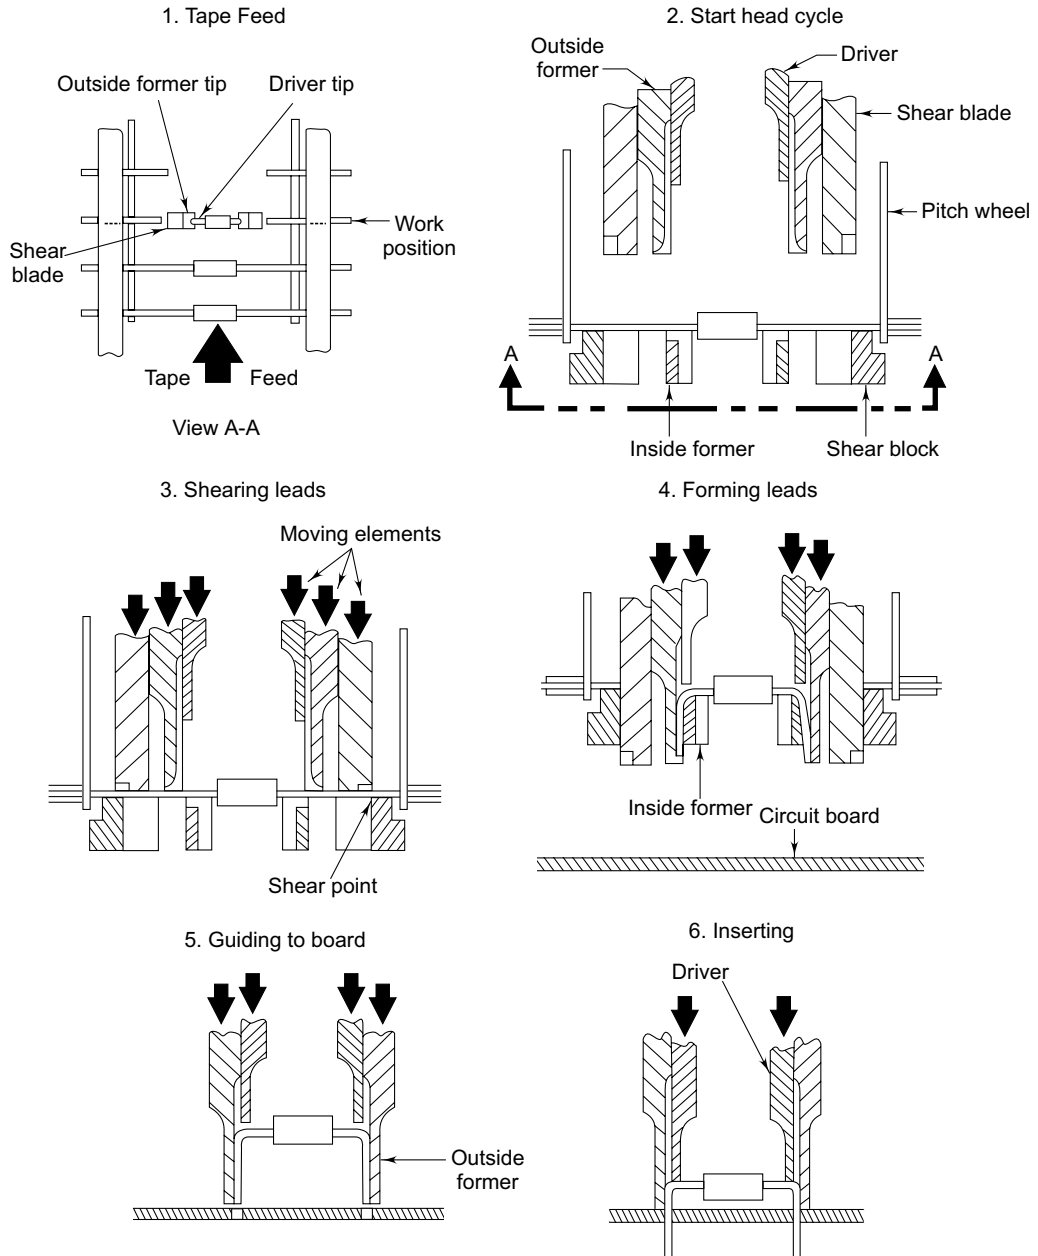 1. Tape Feed
Outside former tip
Driver tip
Work
position
Shear
blade
Tape
Feed
View A-A
2. Start head cycle
Outside
former
Driver
Shear blade
Pitch wheel
A
A
Inside former
Shear block
3. Shearing leads
Moving elements
Shear point
4. Forming leads
Inside former
Circuit board
5. Guiding to board
Outside
former
6. Inserting
Driver